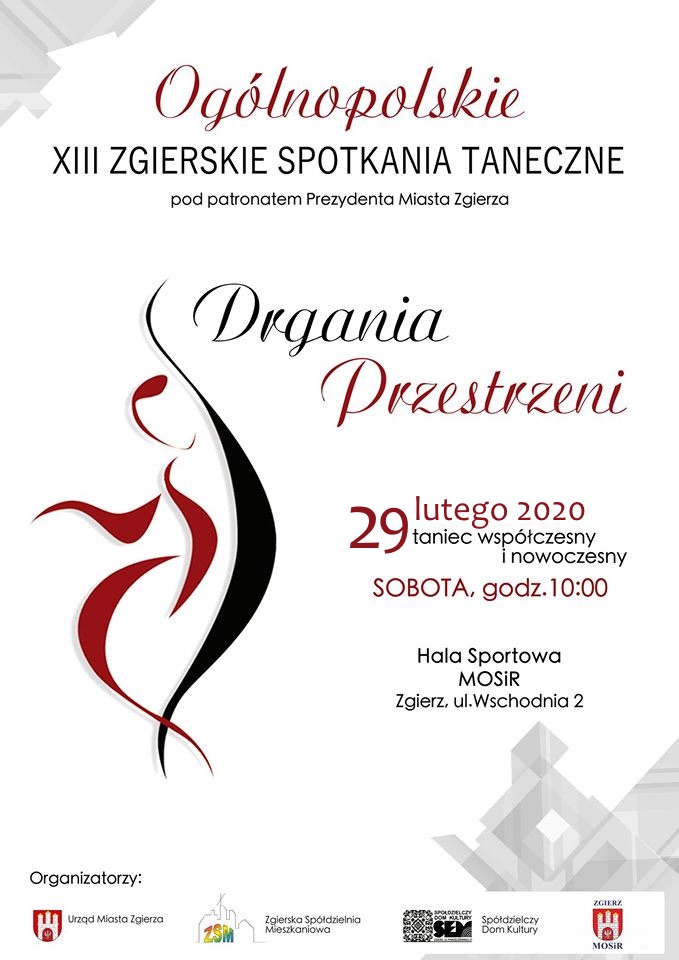 Ogólnopolskie
XIII ZGIERSKIE SPOTKANIA TANECZNE
pod patronatem Prezydenta Miasta Zgierza
Drgania
Przestrzeni
29 lutego 2020
taniec współczesny
i nowoczesny
SOBOTA, godz.10:00
Hala Sportowa
MOSiR
Zgierz, ul.Wschodnia 2
Organizatorzy:
Urząd Miasta Zgierza
ZSM
Zgierska Spółdzielnia
Mieszkaniowa
SPÓŁDZIELCZY
DOM KULTURY
SEM
Spółdzielczy
Dom Kultury
ZGIERZ
MOSiR